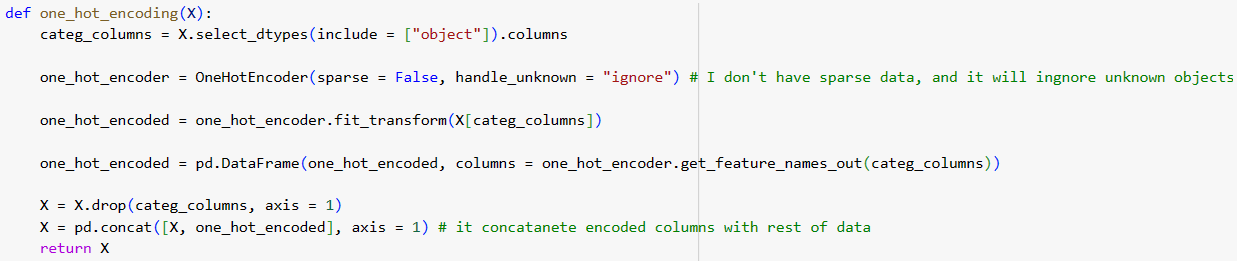 def one_hot_encoding(X):
    categ_columns = X.select_dtypes(include = ["object"]).columns
    one_hot_encoder = OneHotEncoder(sparse = False, handle_unknown = "ignore") # I don't have sparse data, and it will ingnore unknown objects
    one_hot_encoded = one_hot_encoder.fit_transform(X[categ_columns])
    one_hot_encoded = pd.DataFrame(one_hot_encoded, columns = one_hot_encoder.get_feature_names_out(categ_columns))
    X = X.drop(categ_columns, axis = 1)
    X = pd.concat([X, one_hot_encoded], axis = 1) # it concatanete encoded columns with rest of data
    return X